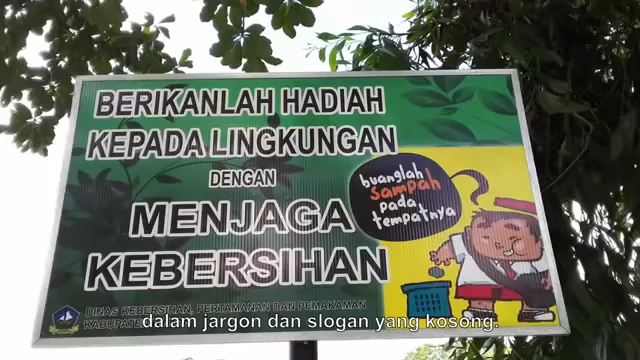 BERIKANLAH HADIAH
KEPADA LINGKUNGAN
DENGAN
MENJAGA
KEBERSIHAN
buanglah
sampah
pada
tempatnya
DINAS KEBERSIHAN, PERTAMANAN DAN PEMAKAMAN
KABUPATE
dalam jargon dan slogan yang kosong.